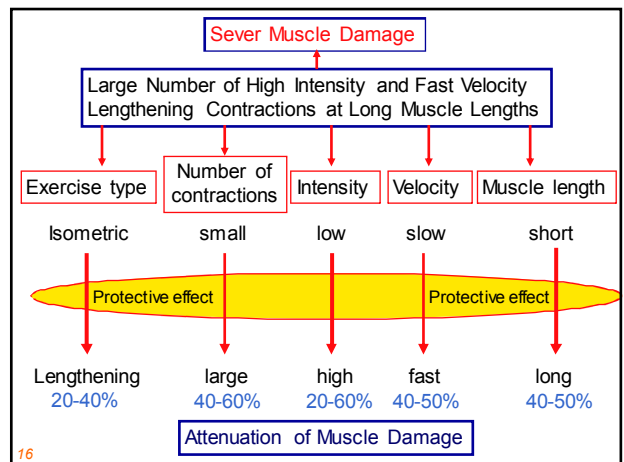 Sever Muscle Damage
Large Number of High Intensity and Fast Velocity
Lengthening Contractions at Long Muscle Lengths
Exercise type
Number of
contractions
Intensity
Velocity
Muscle length
Isometric
small
low
slow
short
Protective effect
Protective effect
Lengthening
large
high
fast
long
20-40%
40-60%
20-60%
40-50%
40-50%
Attenuation of Muscle Damage
16